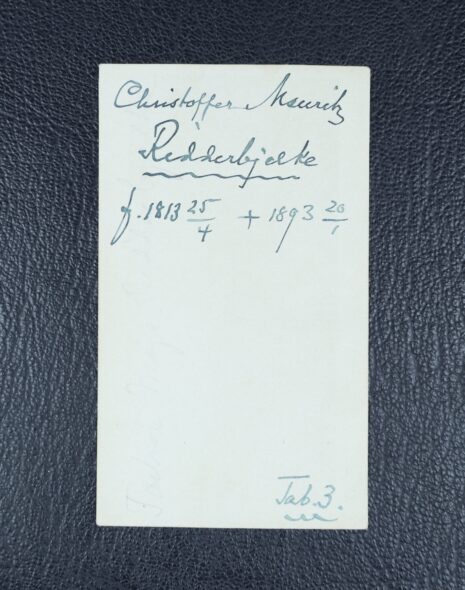 Christoffer Mauritz
Ridderbjelke
f. 1813 25/4 + 1893 20/1
Tab. 3.